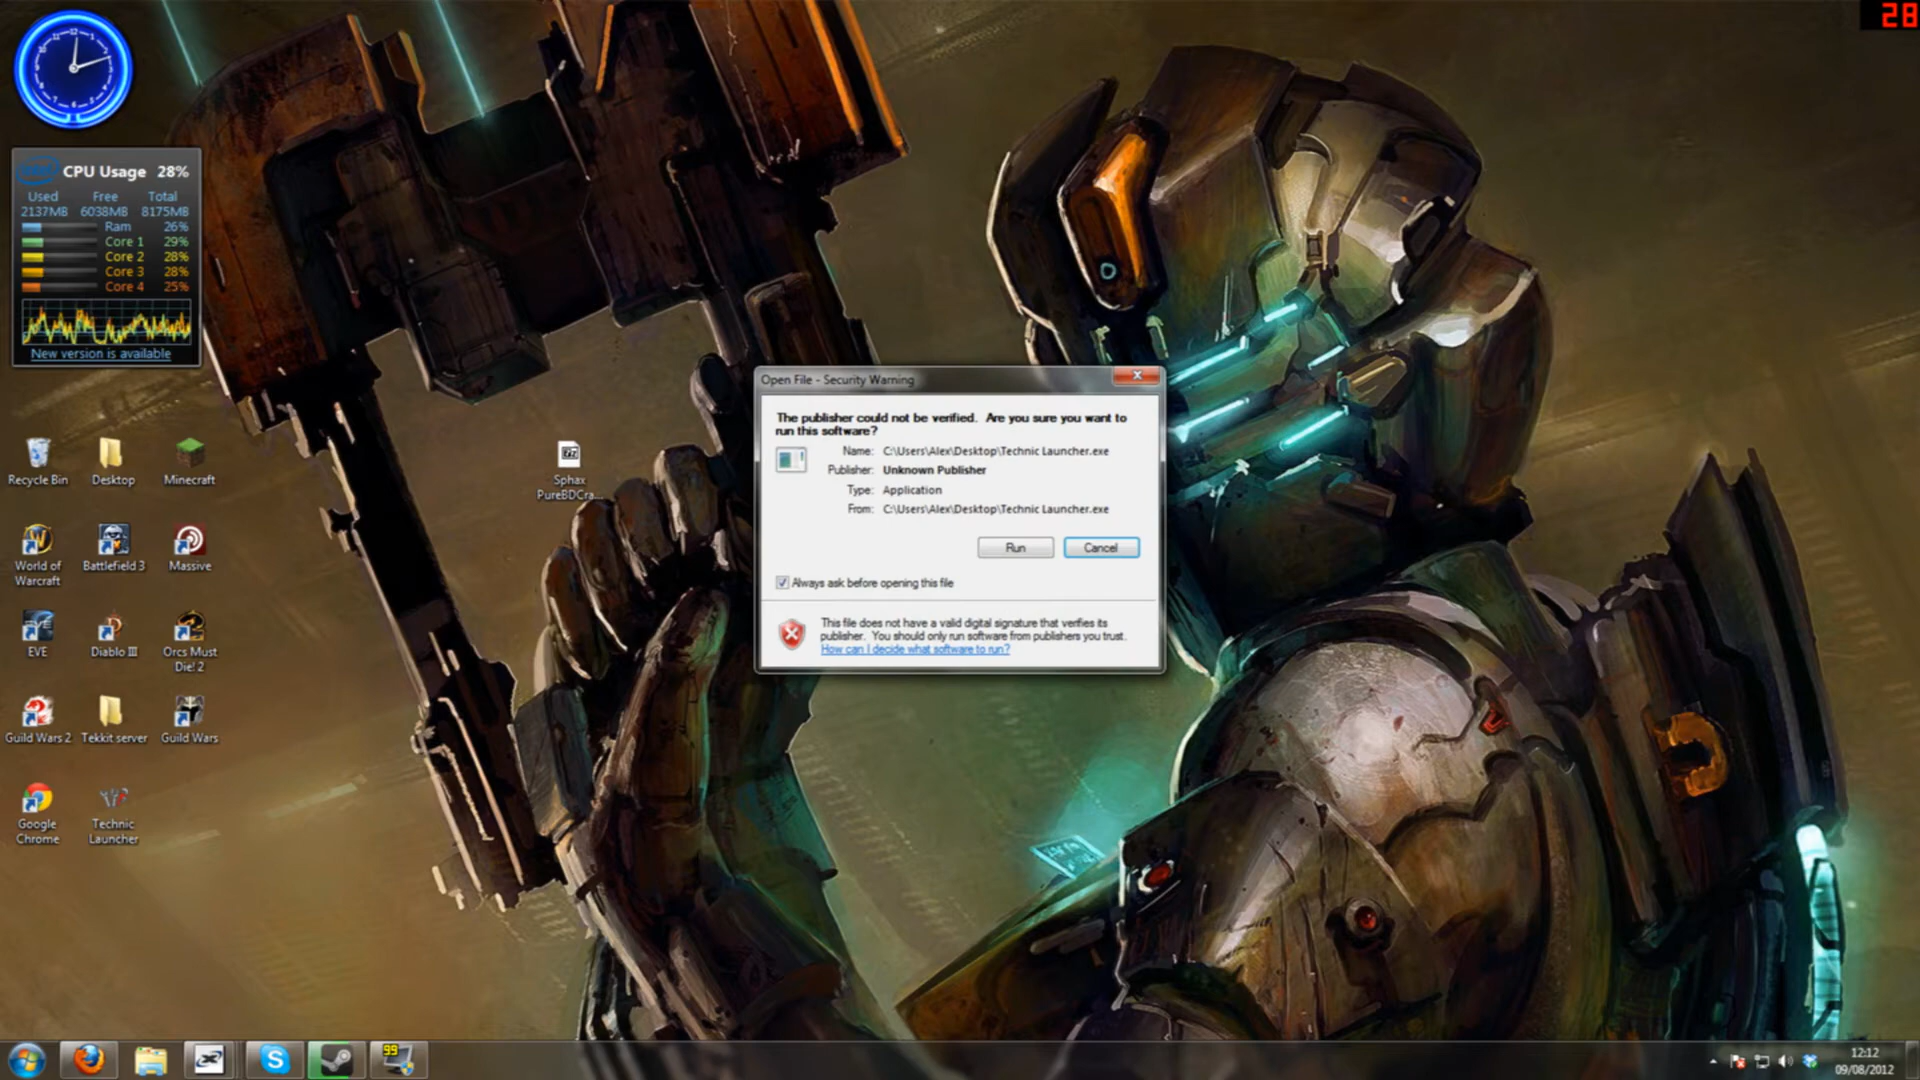 28
CPU Usage 28%
Used Free Total
2137MB 6038MB 8175MB
Ram 26%
Core 1 29%
Core 2 28%
Core 3 28%
Core 4 25%
New version is available
Recycle Bin
Desktop
Minecraft
Sphax
PureBDCra...
World of
Warcraft
Battlefield 3
Massive
EVE
Diablo III
Orcs Must
Die! 2
Guild Wars 2
Tekkit server
Guild Wars
Google
Chrome
Technic
Launcher
Open File - Security Warning
The publisher could not be verified. Are you sure you want to
run this software?
Name: C:\Users\Alex\Desktop\Technic Launcher.exe
Publisher: Unknown Publisher
Type: Application
From: C:\Users\Alex\Desktop\Technic Launcher.exe
Run Cancel
Always ask before opening this file
This file does not have a valid digital signature that verifies its
publisher. You should only run software from publishers you trust.
How can I decide what software to run?
99
12:12
09/08/2012